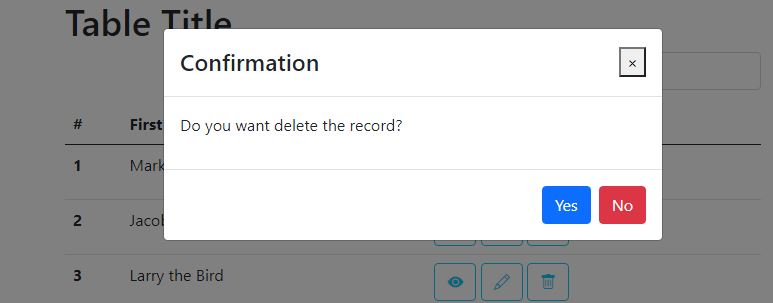 Table Title
Confirmation ×
Do you want delete the record?
Yes No
# First
1 Mark
2 Jacob
3 Larry the Bird